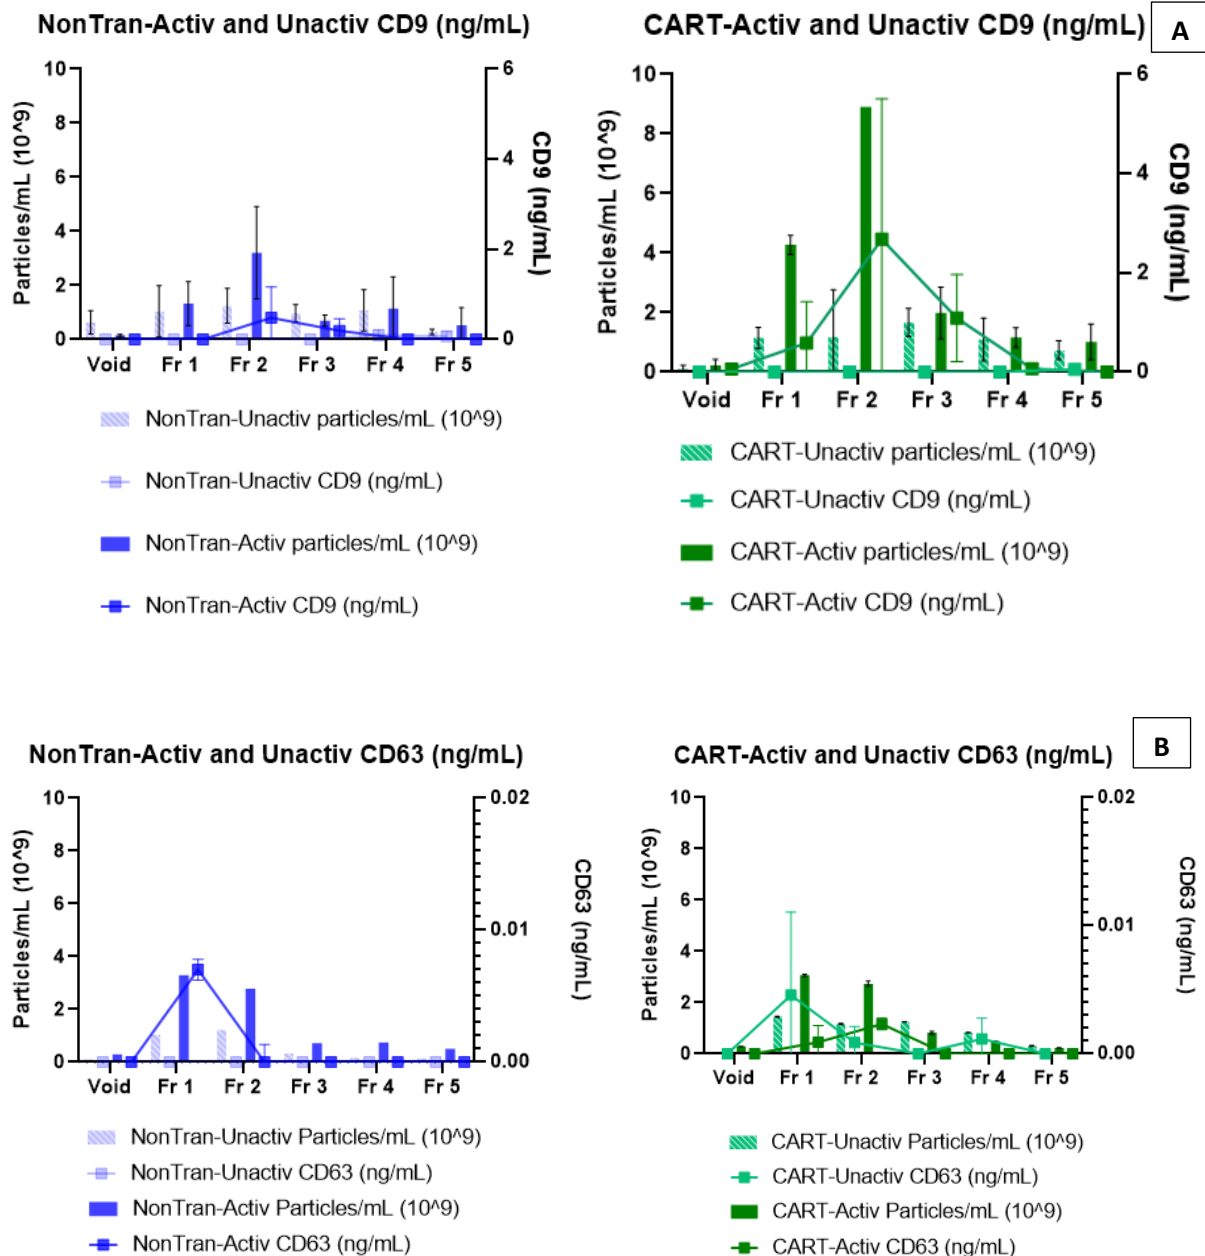 NonTran-Activ and Unactiv CD9 (ng/mL)
10
8
6
4
2
0
Particles/mL (10^9)
6
4
2
0
CD9 (ng/mL)
Void Fr 1 Fr 2 Fr 3 Fr 4 Fr 5
NonTran-Unactiv particles/mL (10^9)
NonTran-Unactiv CD9 (ng/mL)
NonTran-Activ particles/mL (10^9)
NonTran-Activ CD9 (ng/mL)
CART-Activ and Unactiv CD9 (ng/mL)
A
10
8
6
4
2
0
Particles/mL (10^9)
6
4
2
0
CD9 (ng/mL)
Void Fr 1 Fr 2 Fr 3 Fr 4 Fr 5
CART-Unactiv particles/mL (10^9)
CART-Unactiv CD9 (ng/mL)
CART-Activ particles/mL (10^9)
CART-Activ CD9 (ng/mL)
NonTran-Activ and Unactiv CD63 (ng/mL)
10
8
6
4
2
0
Particles/mL (10^9)
0.02
0.01
0.00
CD63 (ng/mL)
Void Fr 1 Fr 2 Fr 3 Fr 4 Fr 5
NonTran-Unactiv Particles/mL (10^9)
NonTran-Unactiv CD63 (ng/mL)
NonTran-Activ Particles/mL (10^9)
NonTran-Activ CD63 (ng/mL)
CART-Activ and Unactiv CD63 (ng/mL)
B
10
8
6
4
2
0
Particles/mL (10^9)
0.02
0.01
0.00
CD63 (ng/mL)
Void Fr 1 Fr 2 Fr 3 Fr 4 Fr 5
CART-Unactiv Particles/mL (10^9)
CART-Unactiv CD63 (ng/mL)
CART-Activ Particles/mL (10^9)
CART-Activ CD63 (ng/mL)